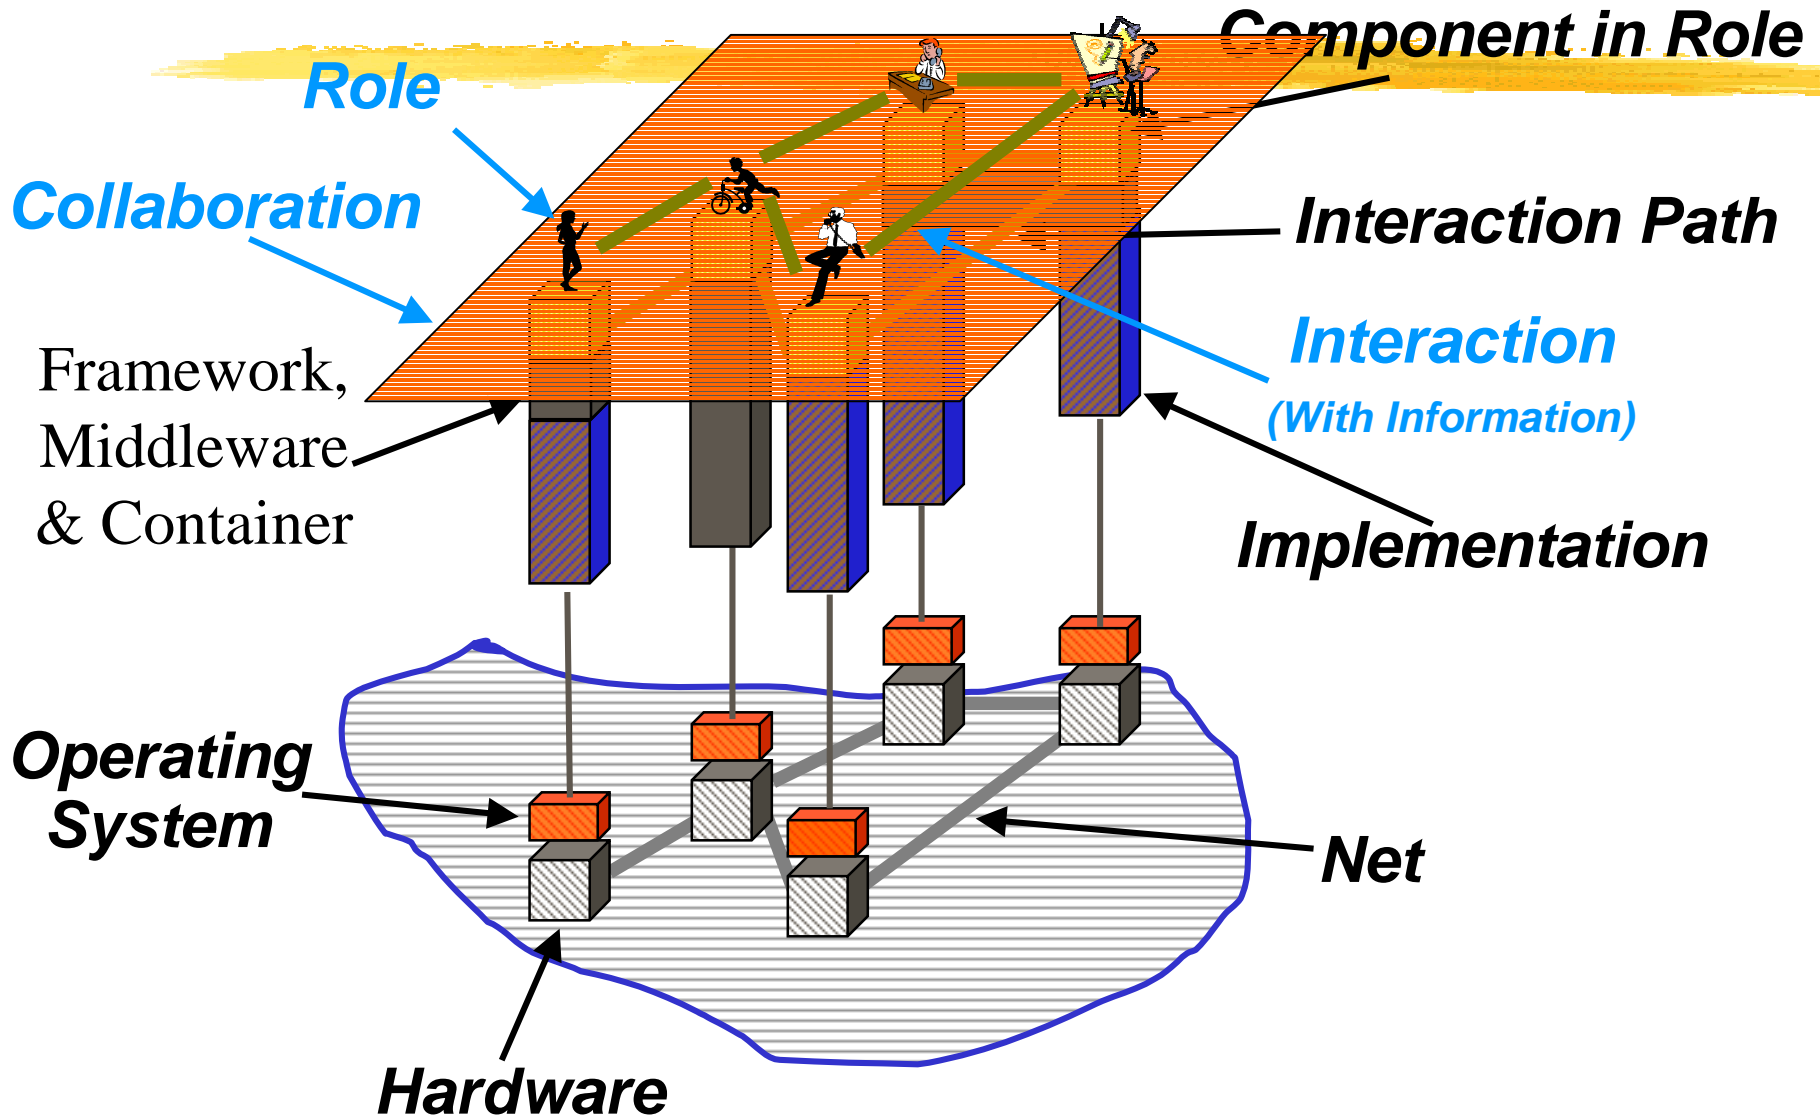 Component in Role
Role
Collaboration
Interaction Path
Framework,
Middleware
& Container
Interaction
(With Information)
Implementation
Operating
System
Net
Hardware